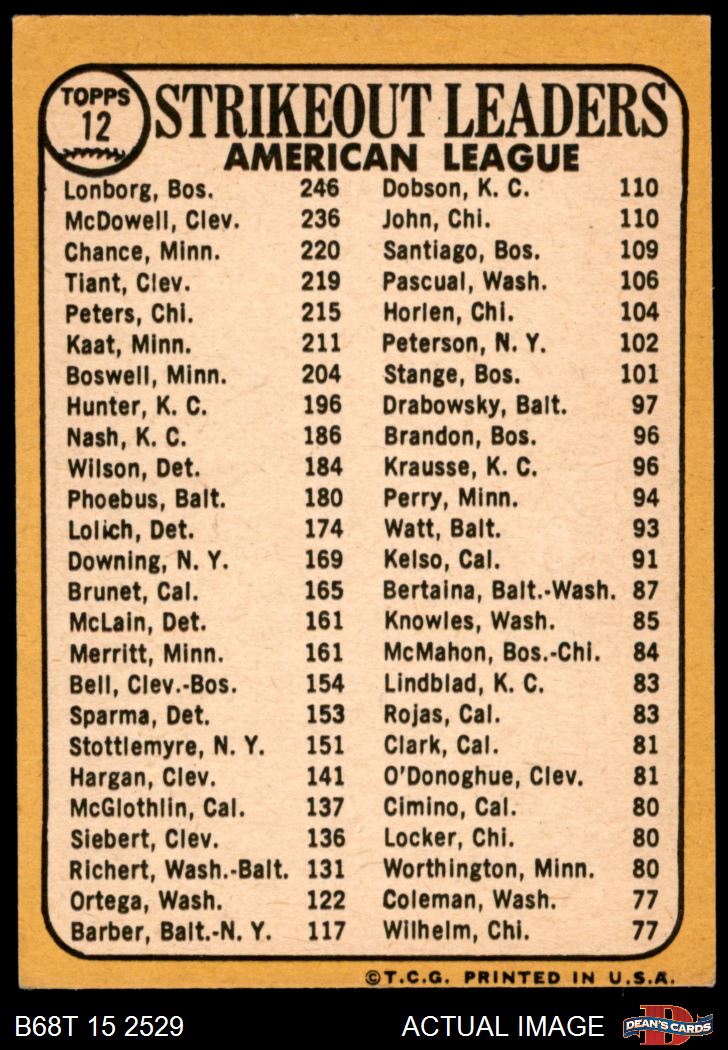 TOPPS
12
STRIKEOUT LEADERS
AMERICAN LEAGUE
Lonborg, Bos. 246
McDowell, Clev. 236
Chance, Minn. 220
Tiant, Clev. 219
Peters, Chi. 215
Kaat, Minn. 211
Boswell, Minn. 204
Hunter, K. C. 196
Nash, K. C. 186
Wilson, Det. 184
Phoebus, Balt. 180
Lolich, Det. 174
Downing, N. Y. 169
Brunet, Cal. 165
McLain, Det. 161
Merritt, Minn. 161
Bell, Clev.-Bos. 154
Sparma, Det. 153
Stottlemyre, N. Y. 151
Hargan, Clev. 141
McGlothlin, Cal. 137
Siebert, Clev. 136
Richert, Wash.-Balt. 131
Ortega, Wash. 122
Barber, Balt.-N. Y. 117
Dobson, K. C. 110
John, Chi. 110
Santiago, Bos. 109
Pascual, Wash. 106
Horlen, Chi. 104
Peterson, N. Y. 102
Stange, Bos. 101
Drabowsky, Balt. 97
Brandon, Bos. 96
Krausse, K. C. 96
Perry, Minn. 94
Watt, Balt. 93
Kelso, Cal. 91
Bertaina, Balt.-Wash. 87
Knowles, Wash. 85
McMahon, Bos.-Chi. 84
Lindblad, K. C. 83
Rojas, Cal. 83
Clark, Cal. 81
O'Donoghue, Clev. 81
Cimino, Cal. 80
Locker, Chi. 80
Worthington, Minn. 80
Coleman, Wash. 77
Wilhelm, Chi. 77
©T.C.G. PRINTED IN U.S.A.
B68T 15 2529
ACTUAL IMAGE
D
DEAN'S CARDS